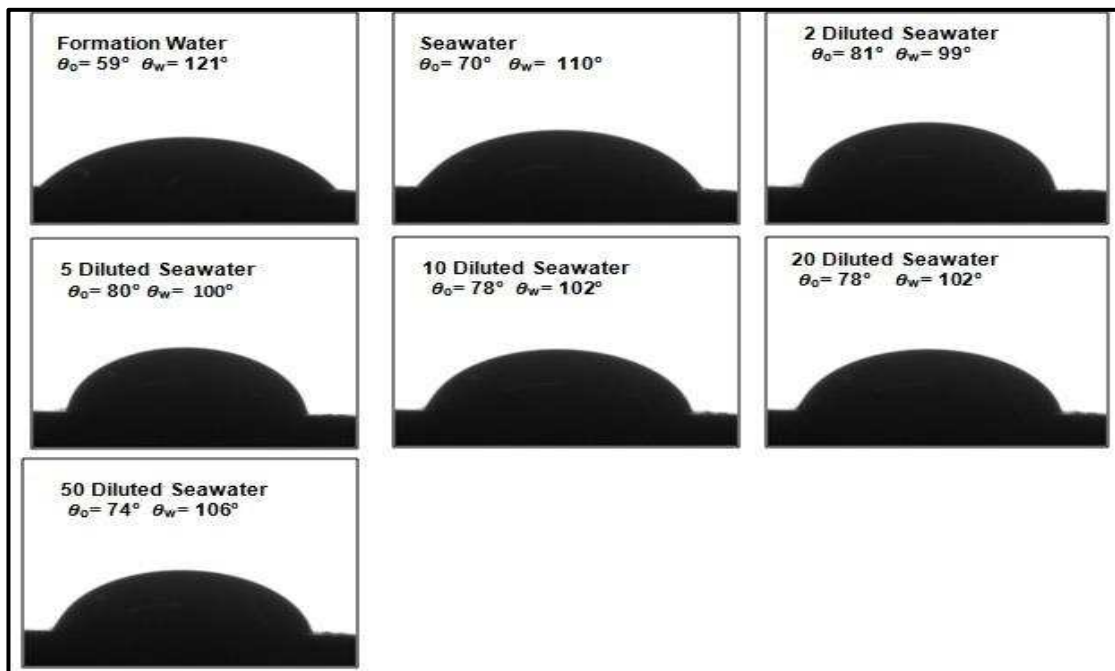 Formation Water
θo= 59° θw= 121°
Seawater
θo= 70° θw= 110°
2 Diluted Seawater
θo= 81° θw= 99°
5 Diluted Seawater
θo= 80° θw= 100°
10 Diluted Seawater
θo= 78° θw= 102°
20 Diluted Seawater
θo= 78° θw= 102°
50 Diluted Seawater
θo= 74° θw= 106°